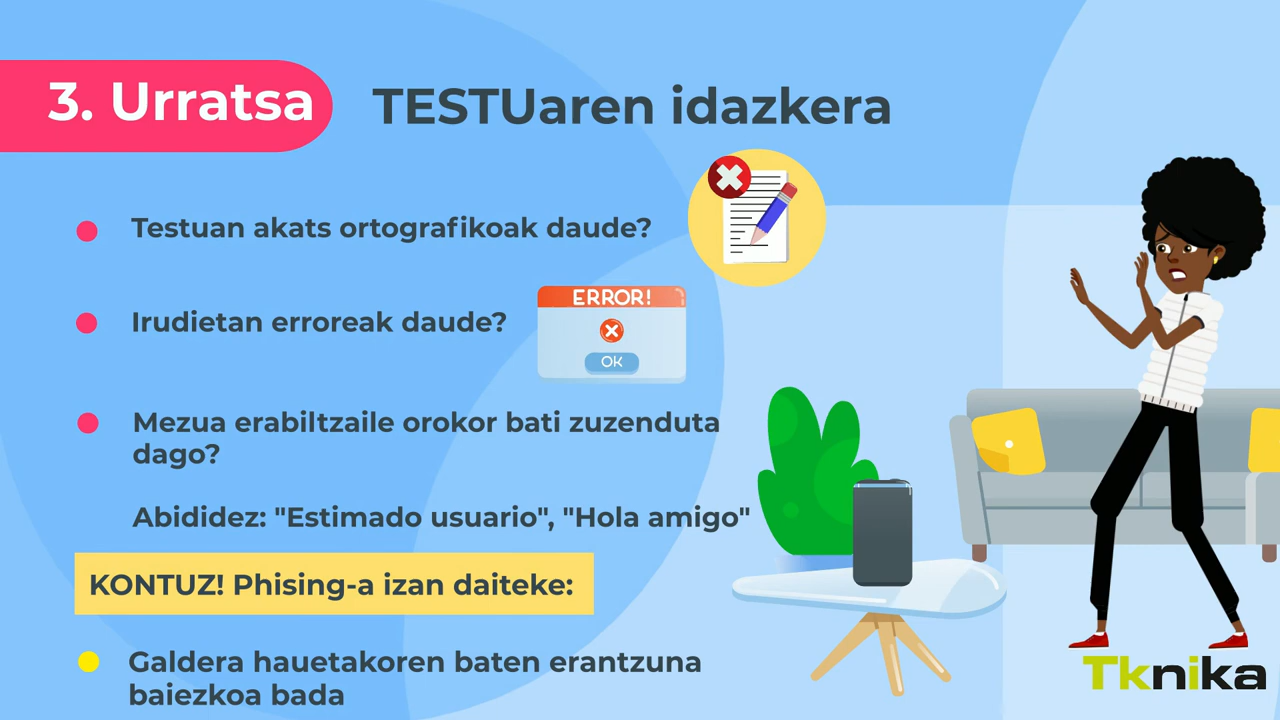 3. Urratsa
TESTUaren idazkera
Testuan akats ortografikoak daude?
Irudietan erroreak daude?
ERROR!
OK
Mezua erabiltzaile orokor bati zuzenduta
dago?
Abididez: "Estimado usuario", "Hola amigo"
KONTUZ! Phising-a izan daiteke:
Galdera hauetakoren baten erantzuna
baiezkoa bada
Tknika